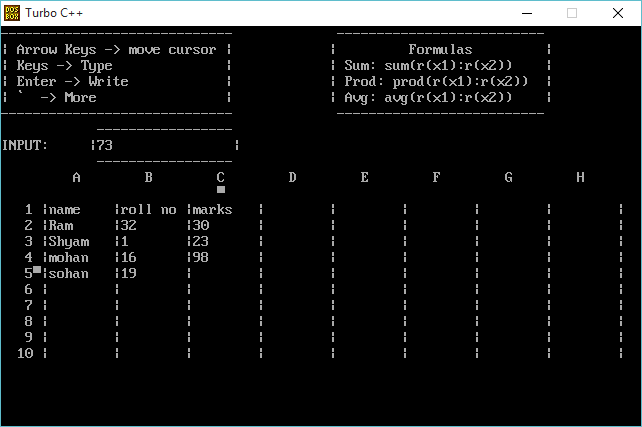 DOS BOX Turbo C++
Arrow Keys -> move cursor
Keys -> Type
Enter -> Write
` -> More
Formulas
Sum: sum(r(x1):r(x2))
Prod: prod(r(x1):r(x2))
Avg: avg(r(x1):r(x2))
INPUT: ¦73 ¦
A B C D E F G H
1 ¦name ¦roll no ¦marks ¦ ¦ ¦ ¦ ¦ ¦
2 ¦Ram ¦32 ¦30 ¦ ¦ ¦ ¦ ¦ ¦
3 ¦Shyam ¦1 ¦23 ¦ ¦ ¦ ¦ ¦ ¦
4 ¦mohan ¦16 ¦98 ¦ ¦ ¦ ¦ ¦ ¦
5 ¦sohan ¦19 ¦ ¦ ¦ ¦ ¦ ¦ ¦
6 ¦ ¦ ¦ ¦ ¦ ¦ ¦ ¦ ¦
7 ¦ ¦ ¦ ¦ ¦ ¦ ¦ ¦ ¦
8 ¦ ¦ ¦ ¦ ¦ ¦ ¦ ¦ ¦
9 ¦ ¦ ¦ ¦ ¦ ¦ ¦ ¦ ¦
10 ¦ ¦ ¦ ¦ ¦ ¦ ¦ ¦ ¦